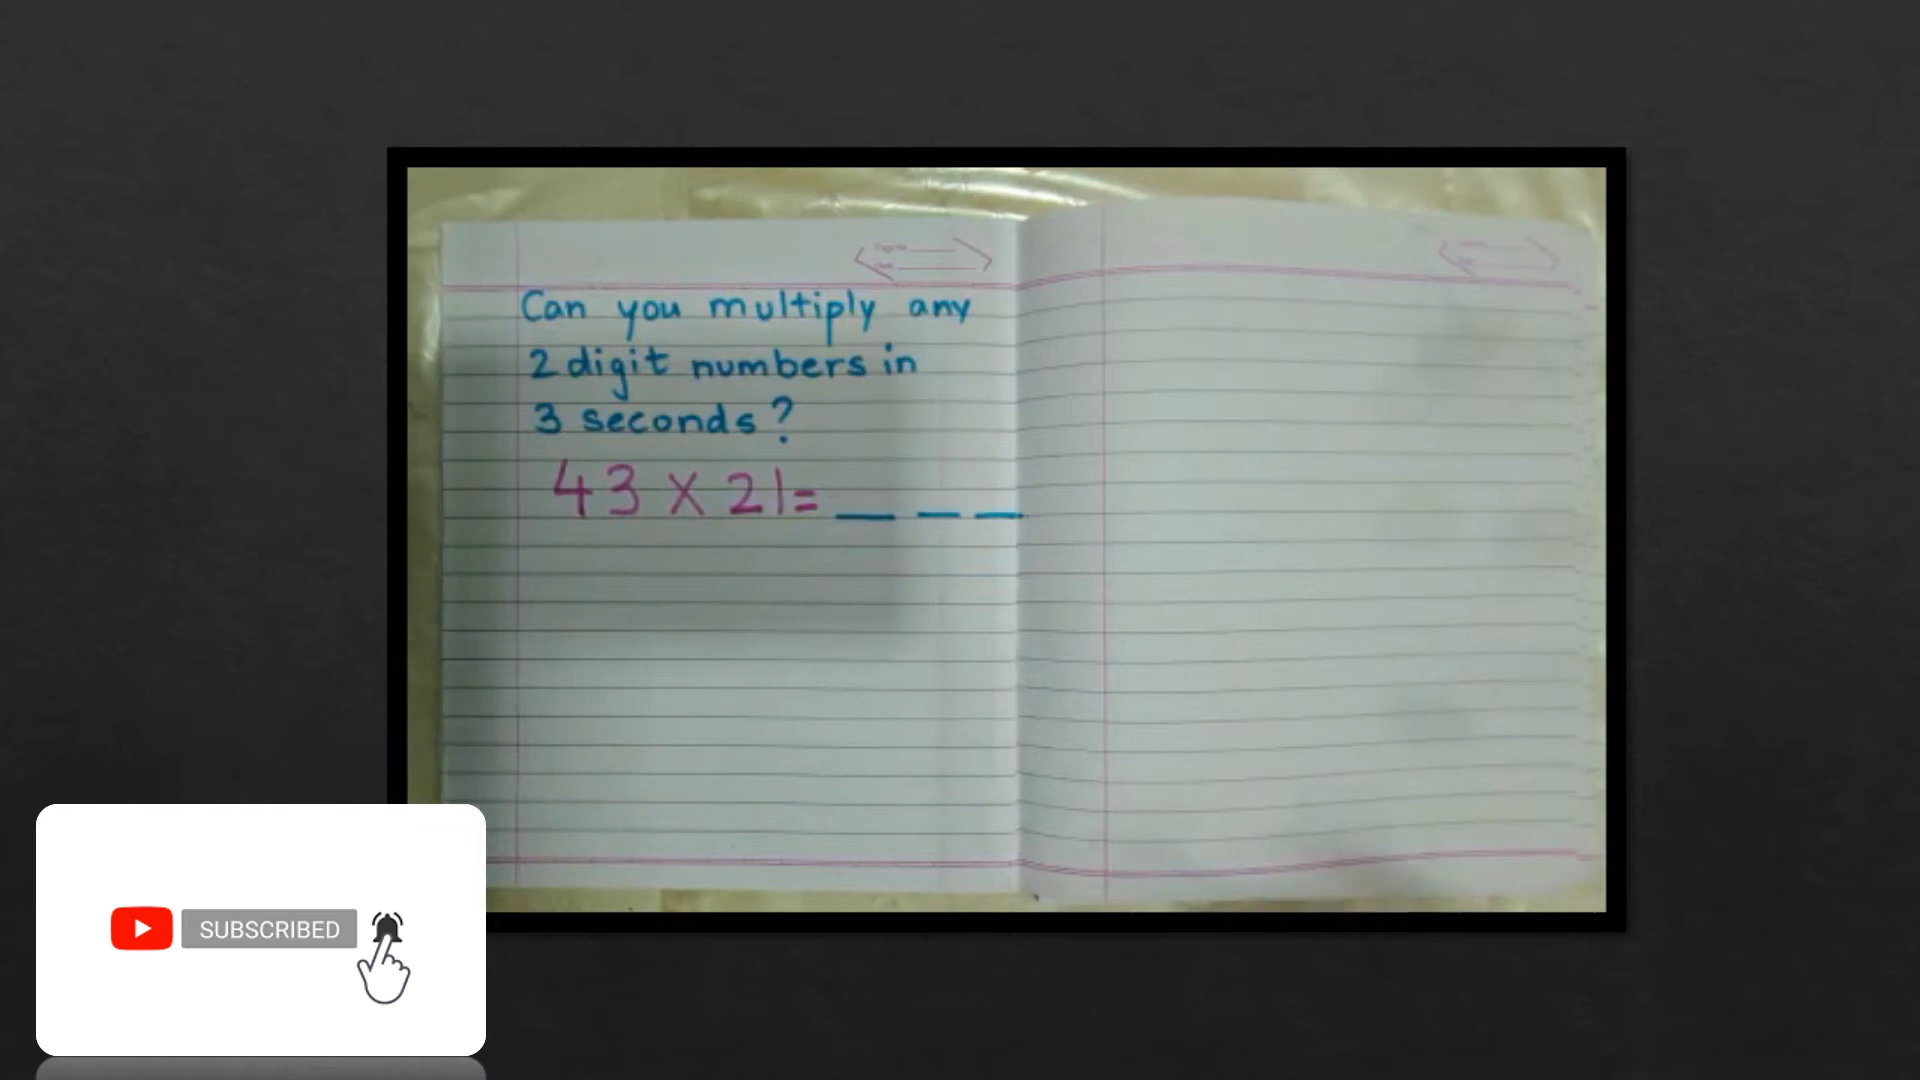 Can you multiply any
2 digit numbers in
3 seconds?
43 X 21= _ _ _
SUBSCRIBED